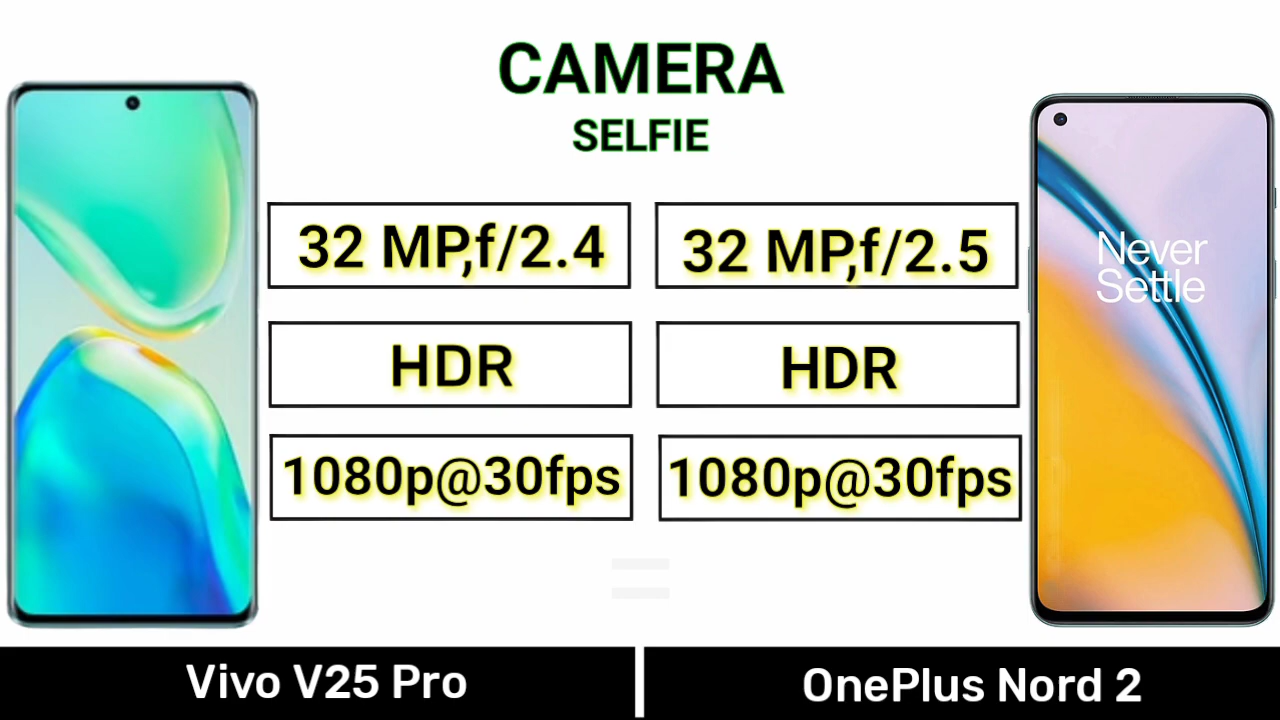 CAMERA
SELFIE
32 MP,f/2.4
32 MP,f/2.5
HDR
HDR
1080p@30fps
1080p@30fps
Never
Settle
=
Vivo V25 Pro
OnePlus Nord 2